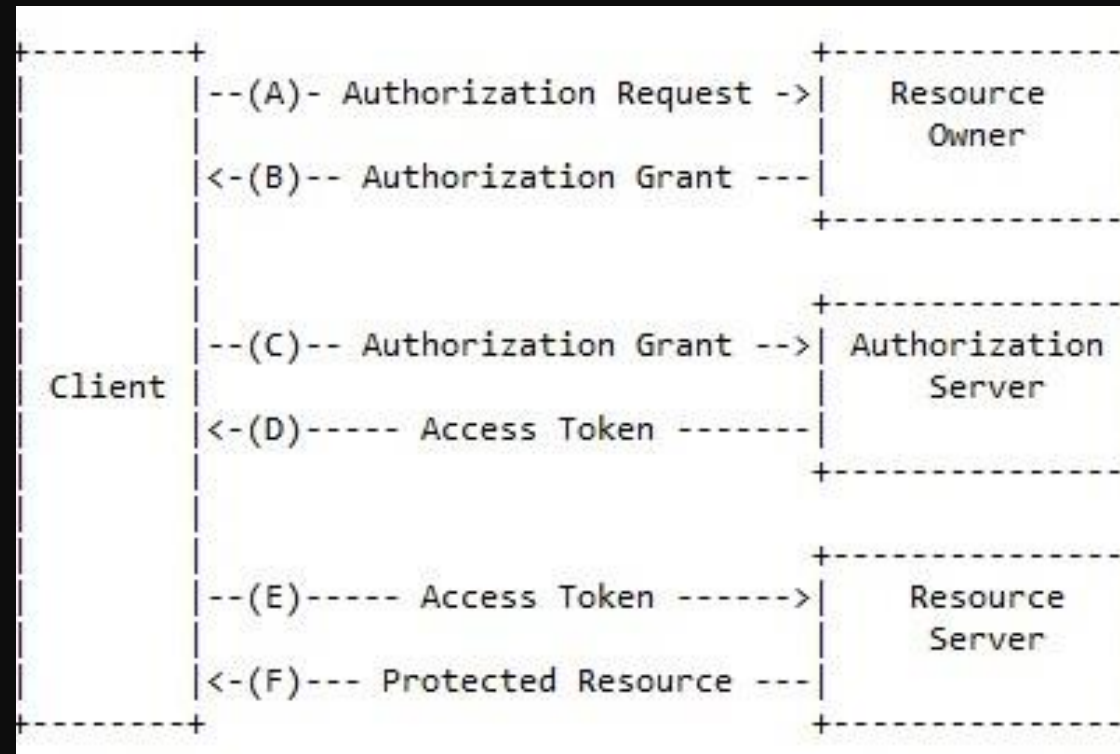 +--------+                               +---------------
|        |--(A)- Authorization Request ->|   Resource
|        |                               |     Owner
|        |<-(B)-- Authorization Grant ---|
|        |                               +---------------
|        |
|        |                               +---------------
|        |--(C)-- Authorization Grant -->| Authorization
| Client |                               |     Server
|        |<-(D)----- Access Token -------|
|        |                               +---------------
|        |
|        |                               +---------------
|        |--(E)----- Access Token ------>|    Resource
|        |                               |     Server
|        |<-(F)--- Protected Resource ---|
+--------+                               +---------------